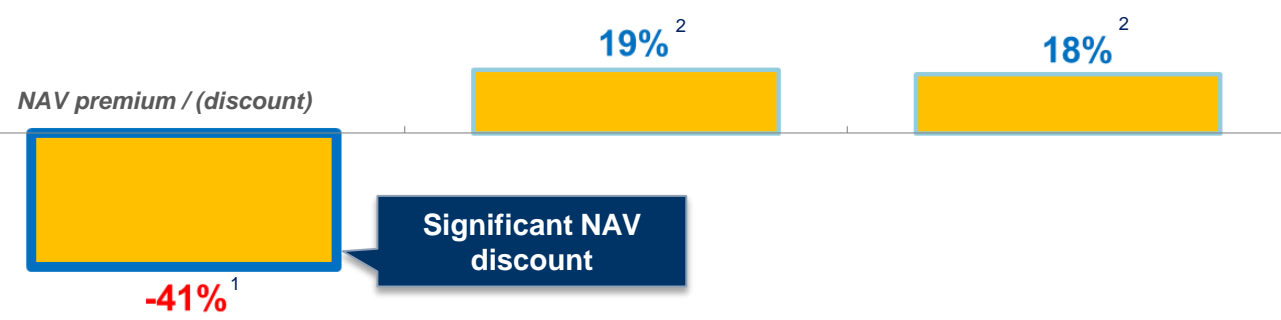 19% 2
18% 2
NAV premium / (discount)
Significant NAV
discount
-41% 1